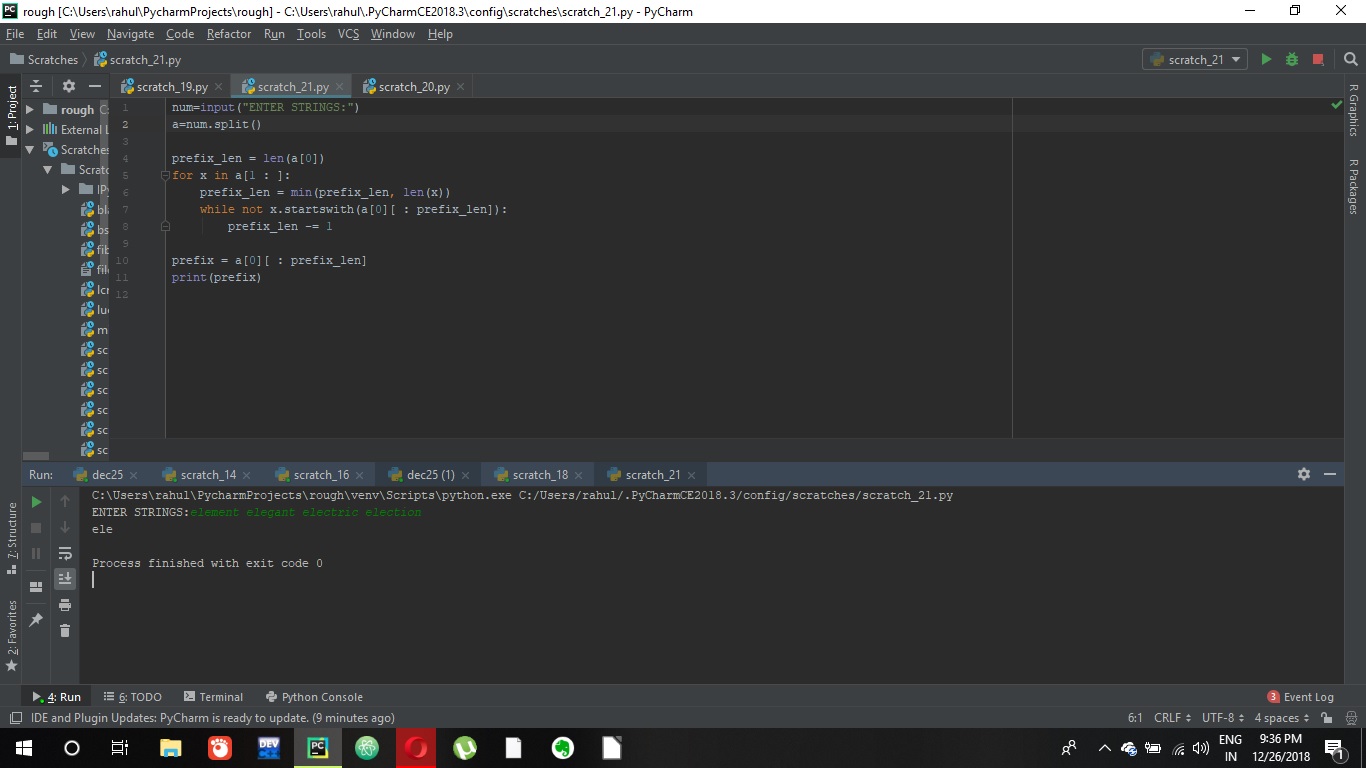 rough [C:\Users\rahul\PycharmProjects\rough] - C:\Users\rahul\.PyCharmCE2018.3\config\scratches\scratch_21.py - PyCharm
File Edit View Navigate Code Refactor Run Tools VCS Window Help
Scratches scratch_21.py scratch_21
scratch_19.py scratch_21.py scratch_20.py
1: Project
rough C:
External L
Scratches
Scratc
IPy
bla
bs
fib
file
lcr
luc
m
sc
sc
sc
sc
sc
sc
1 num=input("ENTER STRINGS:")
2 a=num.split()
3
4 prefix_len = len(a[0])
5 for x in a[1 : ]:
6 prefix_len = min(prefix_len, len(x))
7 while not x.startswith(a[0][ : prefix_len]):
8 prefix_len -= 1
9
10 prefix = a[0][ : prefix_len]
11 print(prefix)
12
R Graphics
R Packages
Run: dec25 scratch_14 scratch_16 dec25 (1) scratch_18 scratch_21
C:\Users\rahul\PycharmProjects\rough\venv\Scripts\python.exe C:/Users/rahul/.PyCharmCE2018.3/config/scratches/scratch_21.py
ENTER STRINGS:element elegant electric election
ele
Process finished with exit code 0
7: Structure
2: Favorites
4: Run 6: TODO Terminal Python Console 3 Event Log
IDE and Plugin Updates: PyCharm is ready to update. (9 minutes ago) 6:1 CRLF UTF-8 4 spaces
DEV
PC
ENG
IN
9:36 PM
12/26/2018
1